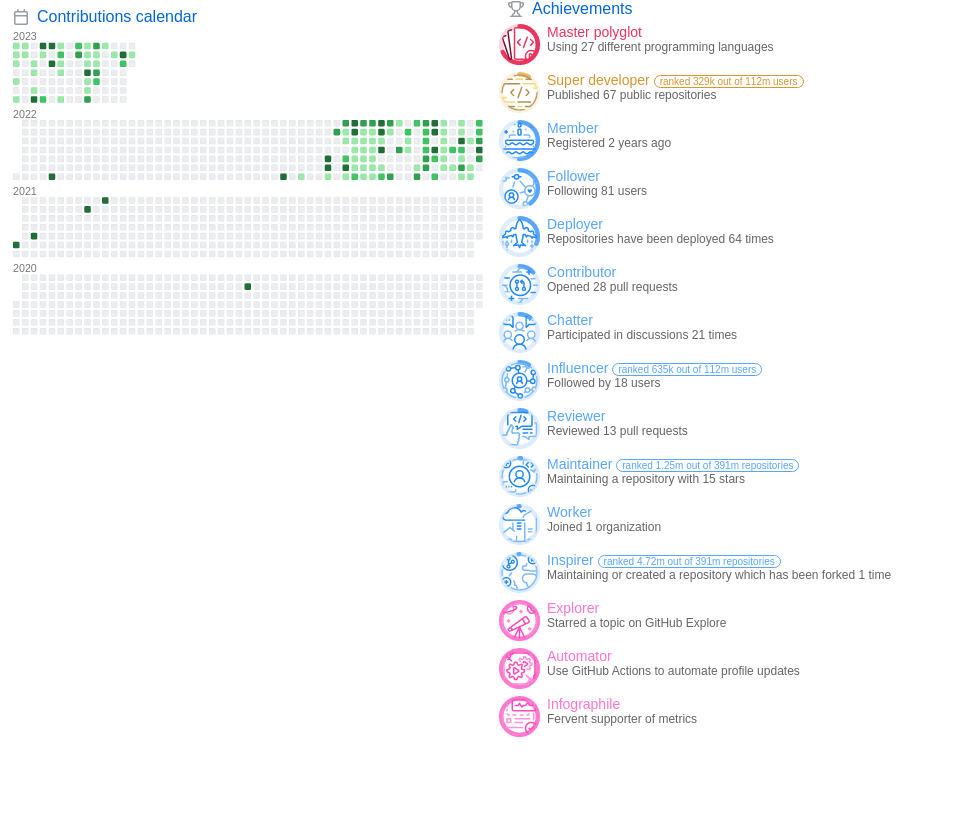 Contributions calendar
2023
2022
2021
2020
Achievements
Master polyglot
Using 27 different programming languages
Super developer ranked 329k out of 112m users
Published 67 public repositories
Member
Registered 2 years ago
Follower
Following 81 users
Deployer
Repositories have been deployed 64 times
Contributor
Opened 28 pull requests
Chatter
Participated in discussions 21 times
Influencer ranked 635k out of 112m users
Followed by 18 users
Reviewer
Reviewed 13 pull requests
Maintainer ranked 1.25m out of 391m repositories
Maintaining a repository with 15 stars
Worker
Joined 1 organization
Inspirer ranked 4.72m out of 391m repositories
Maintaining or created a repository which has been forked 1 time
Explorer
Starred a topic on GitHub Explore
Automator
Use GitHub Actions to automate profile updates
Infographile
Fervent supporter of metrics